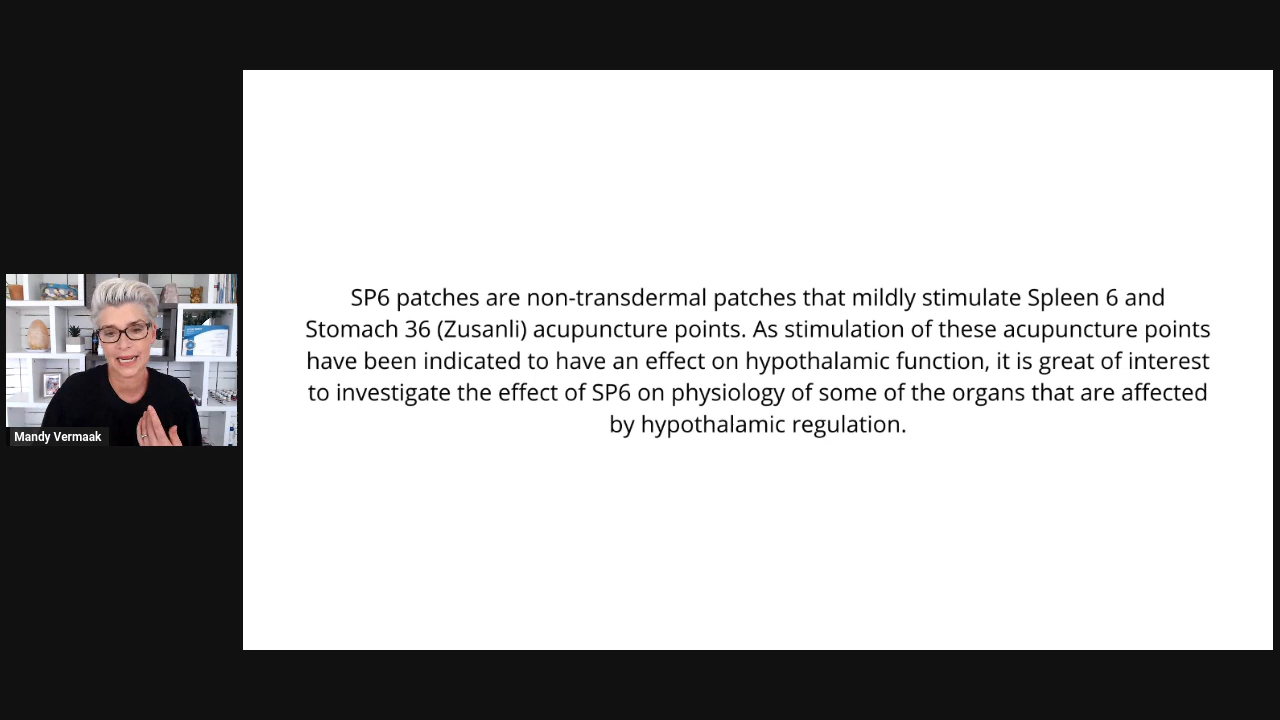 SP6 patches are non-transdermal patches that mildly stimulate Spleen 6 and
Stomach 36 (Zusanli) acupuncture points. As stimulation of these acupuncture points
have been indicated to have an effect on hypothalamic function, it is great of interest
to investigate the effect of SP6 on physiology of some of the organs that are affected
by hypothalamic regulation.
Mandy Vermaak